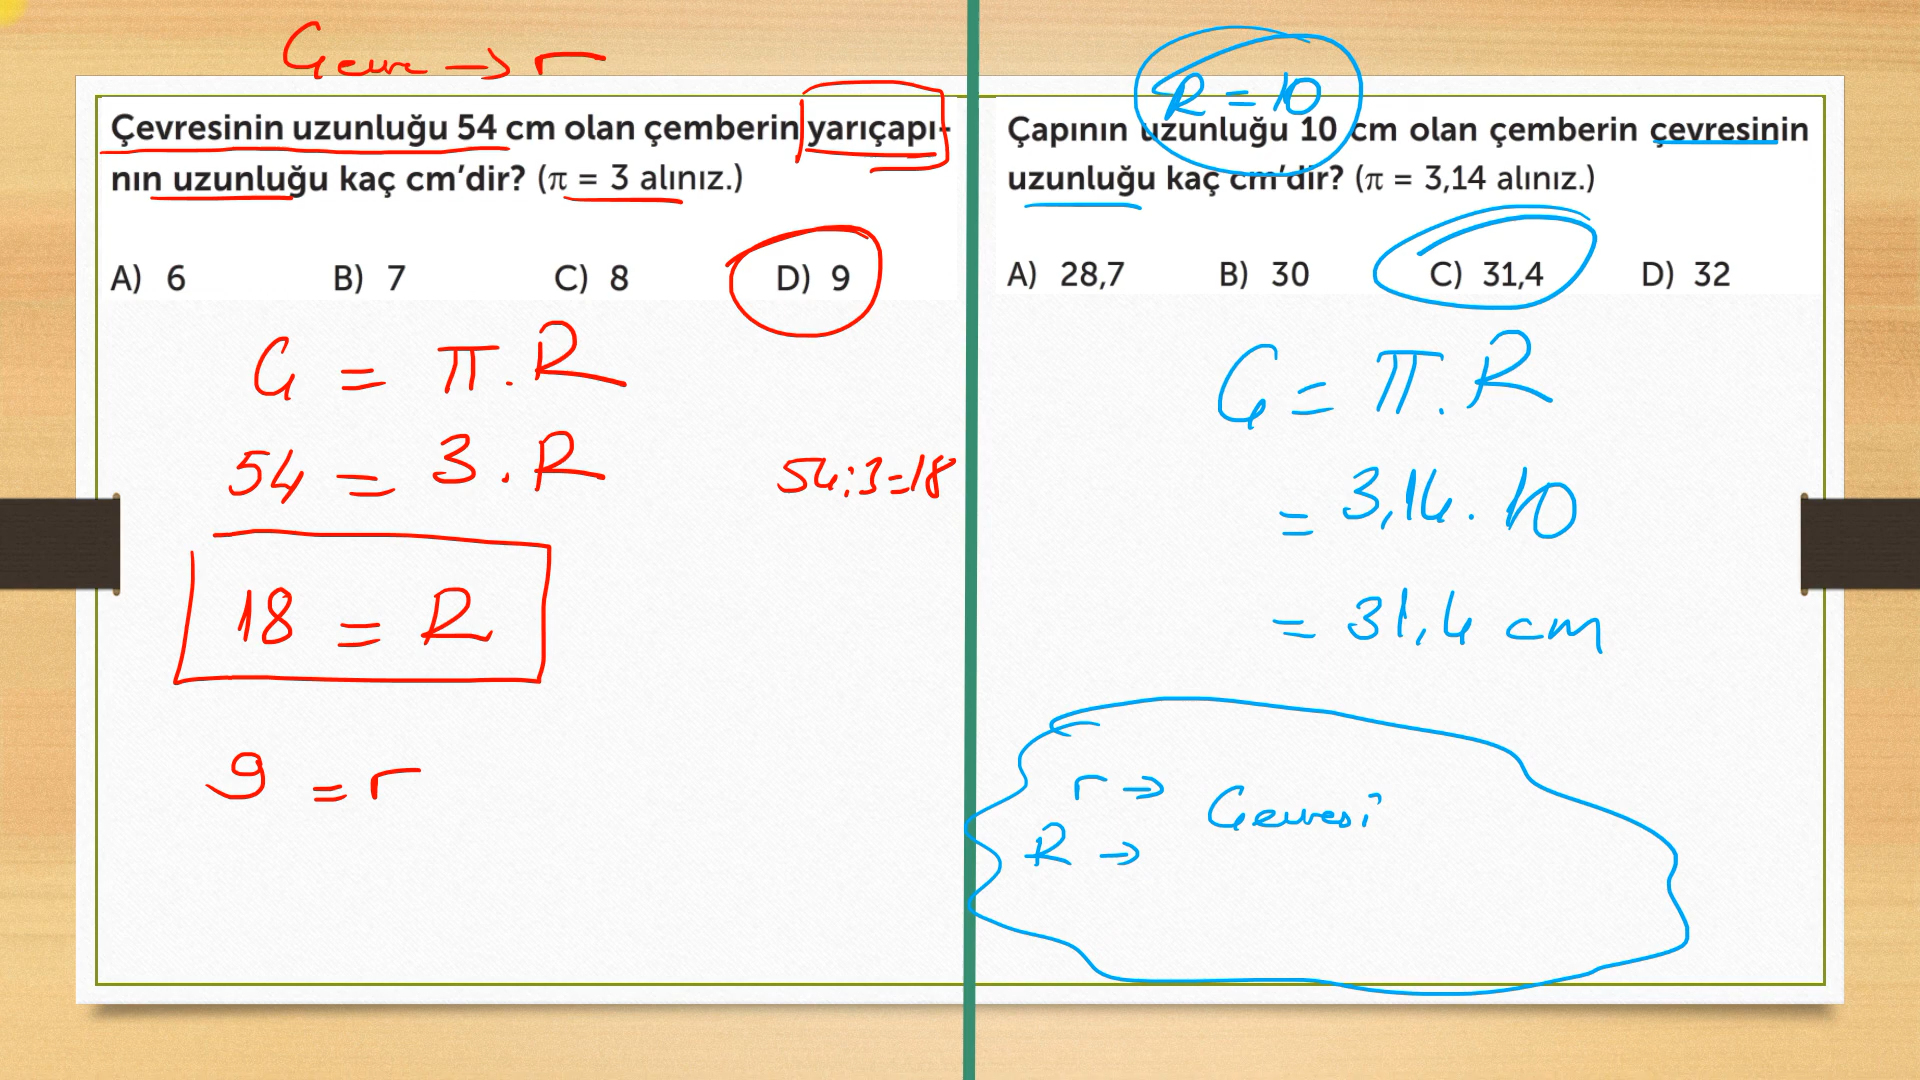 Çevre → r
Çevresinin uzunluğu 54 cm olan çemberin yarıçapı-
nın uzunluğu kaç cm'dir? (π = 3 alınız.)
A) 6 B) 7 C) 8 D) 9
Ç = π . R
54 = 3 . R
54:3=18
18 = R
9 = r
R = 10
Çapının uzunluğu 10 cm olan çemberin çevresinin
uzunluğu kaç cm'dir? (π = 3,14 alınız.)
A) 28,7 B) 30 C) 31,4 D) 32
Ç = π . R
= 3,14 . 10
= 31,4 cm
r → Çevresi
R →